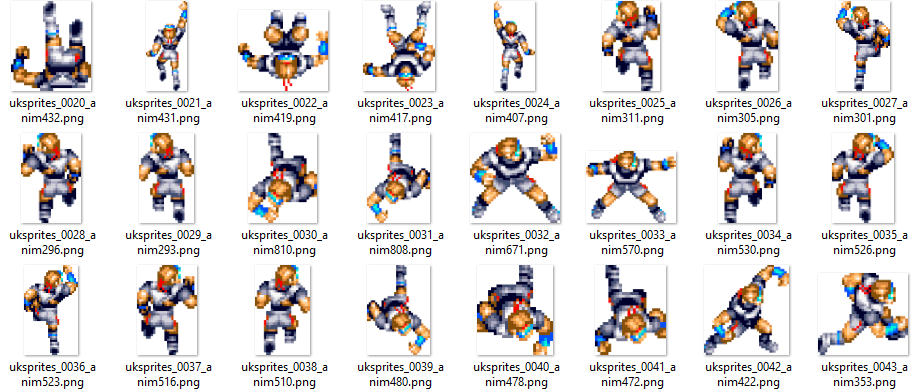 uksprites_0020_a
nim432.png
uksprites_0021_a
nim431.png
uksprites_0022_a
nim419.png
uksprites_0023_a
nim417.png
uksprites_0024_a
nim407.png
uksprites_0025_a
nim311.png
uksprites_0026_a
nim305.png
uksprites_0027_a
nim301.png
uksprites_0028_a
nim296.png
uksprites_0029_a
nim293.png
uksprites_0030_a
nim810.png
uksprites_0031_a
nim808.png
uksprites_0032_a
nim671.png
uksprites_0033_a
nim570.png
uksprites_0034_a
nim530.png
uksprites_0035_a
nim526.png
uksprites_0036_a
nim523.png
uksprites_0037_a
nim516.png
uksprites_0038_a
nim510.png
uksprites_0039_a
nim480.png
uksprites_0040_a
nim478.png
uksprites_0041_a
nim472.png
uksprites_0042_a
nim422.png
uksprites_0043_a
nim353.png